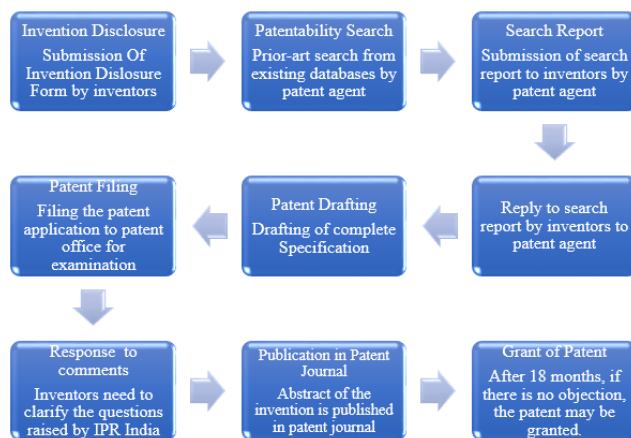 Invention Disclosure
Submission Of
Invention Dislosure
Form by inventors
Patentability Search
Prior-art search from
existing databases by
patent agent
Search Report
Submission of search
report to inventors by
patent agent
Reply to search
report by inventors to
patent agent
Patent Drafting
Drafting of complete
Specification
Patent Filing
Filing the patent
application to patent
office for
examination
Response to
comments
Inventors need to
clarify the questions
raised by IPR India
Publication in Patent
Journal
Abstract of the
invention is published
in patent journal
Grant of Patent
After 18 months, if
there is no objection,
the patent may be
granted.